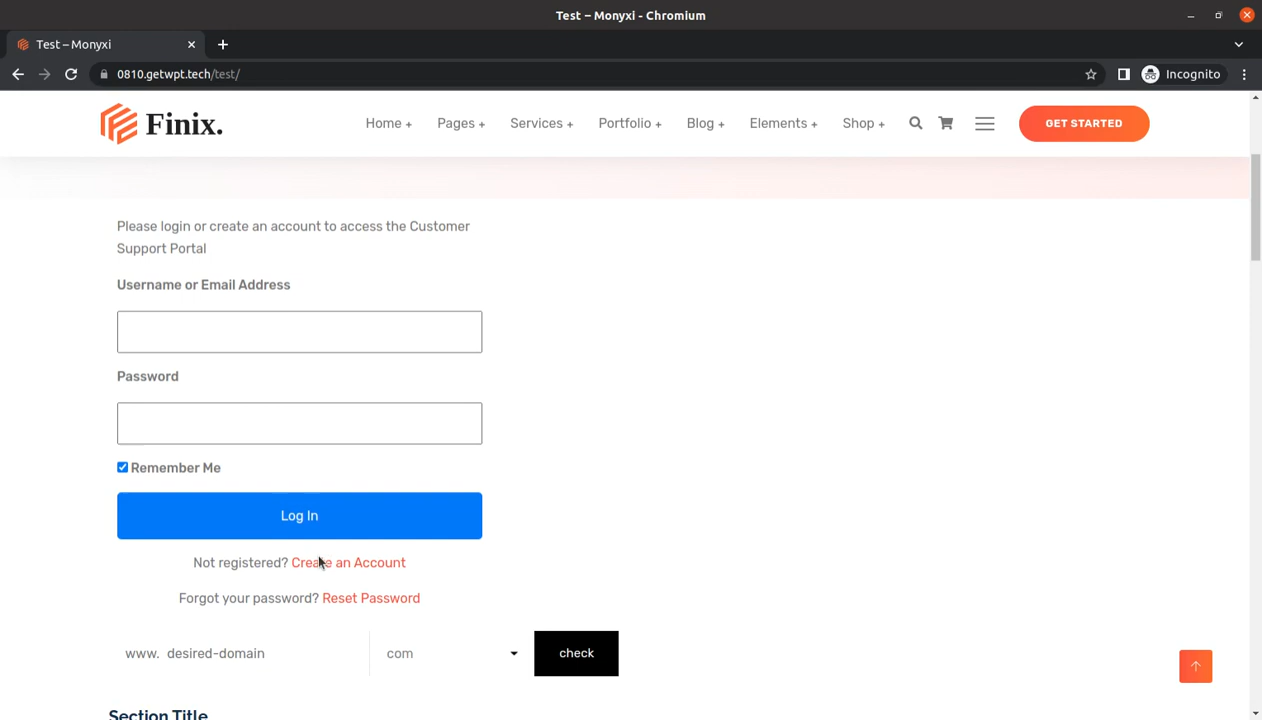 Test – Monyxi - Chromium
Test – Monyxi
0810.getwpt.tech/test/
Incognito
Finix.
Home +
Pages +
Services +
Portfolio +
Blog +
Elements +
Shop +
GET STARTED
Please login or create an account to access the Customer
Support Portal
Username or Email Address
Password
Remember Me
Log In
Not registered? Create an Account
Forgot your password? Reset Password
www. desired-domain
com
check
Section Title